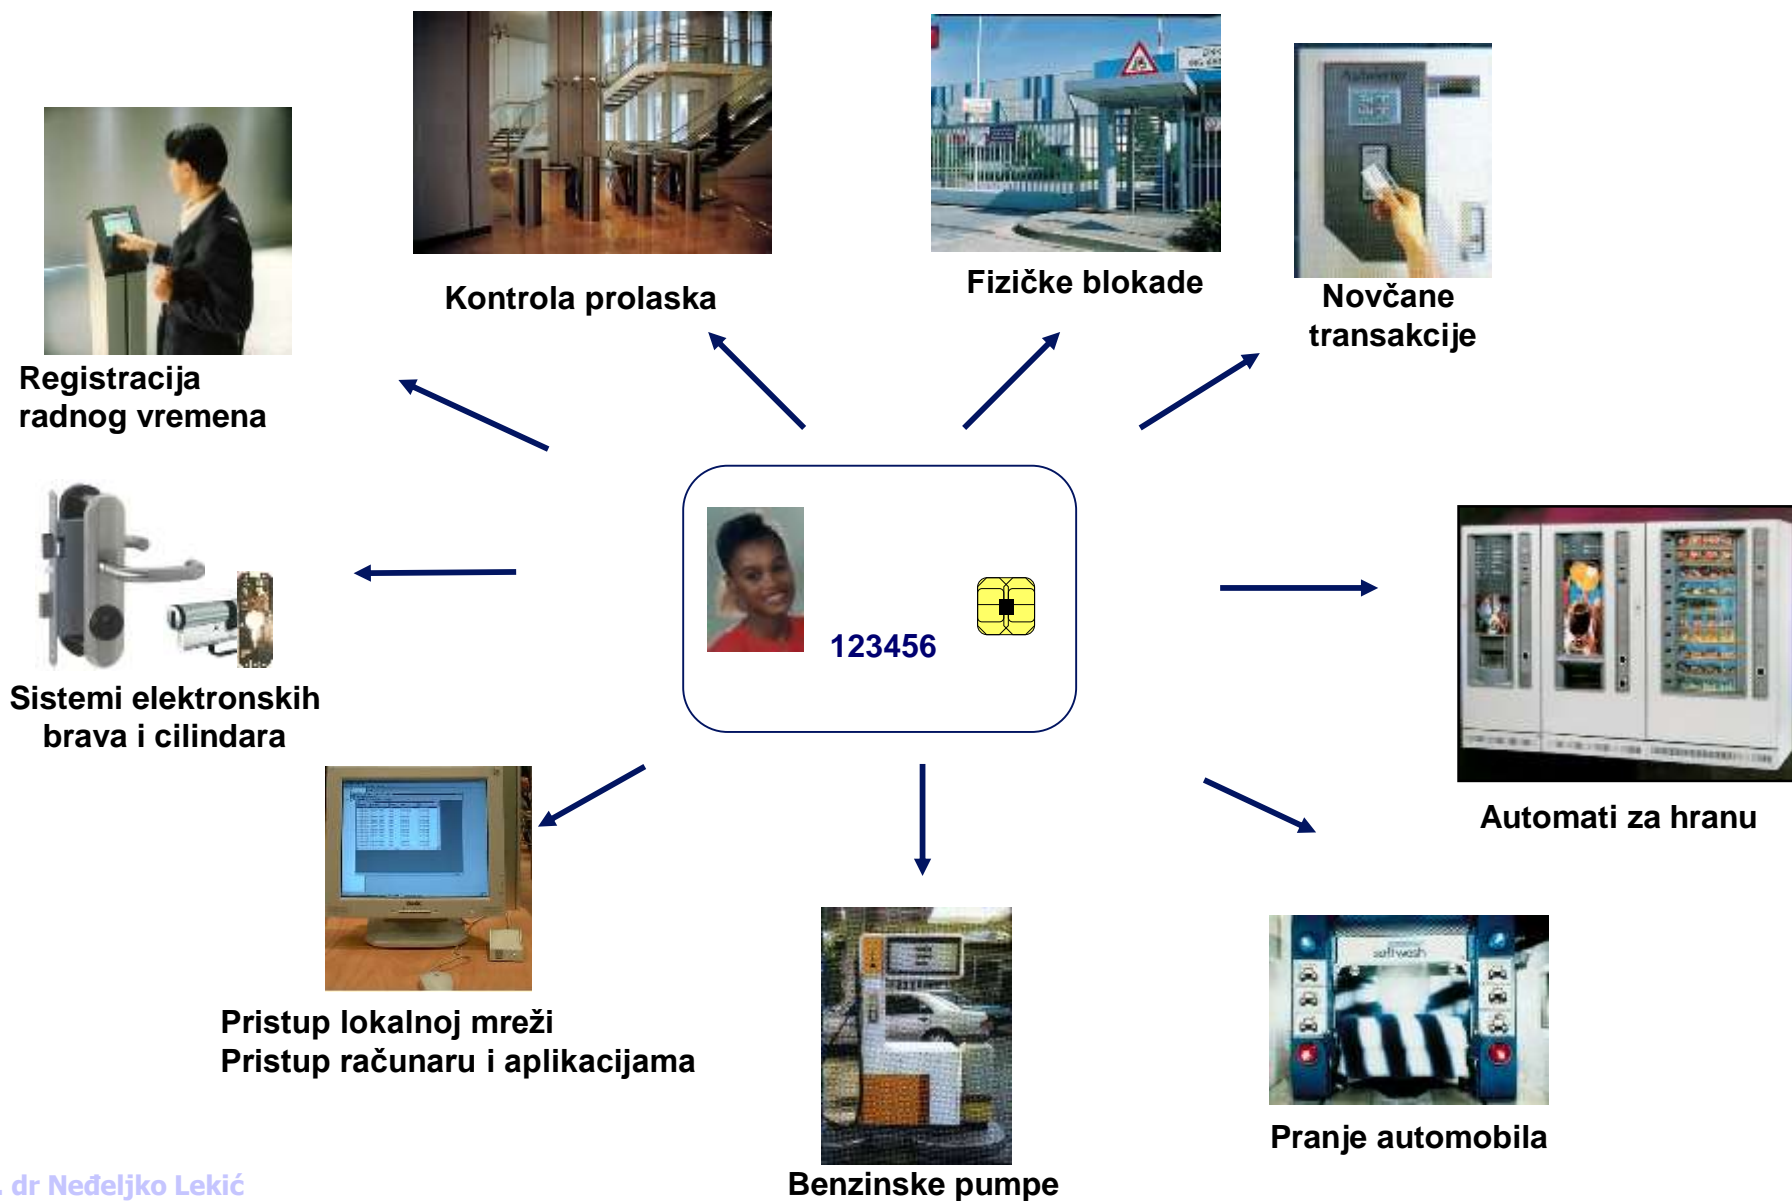 Kontrola prolaska
Fizičke blokade
Novčane
transakcije
Registracija
radnog vremena
123456
Sistemi elektronskih
brava i cilindara
Automati za hranu
softwash
Pristup lokalnoj mreži
Pristup računaru i aplikacijama
Pranje automobila
Benzinske pumpe
. dr Neđeljko Lekić